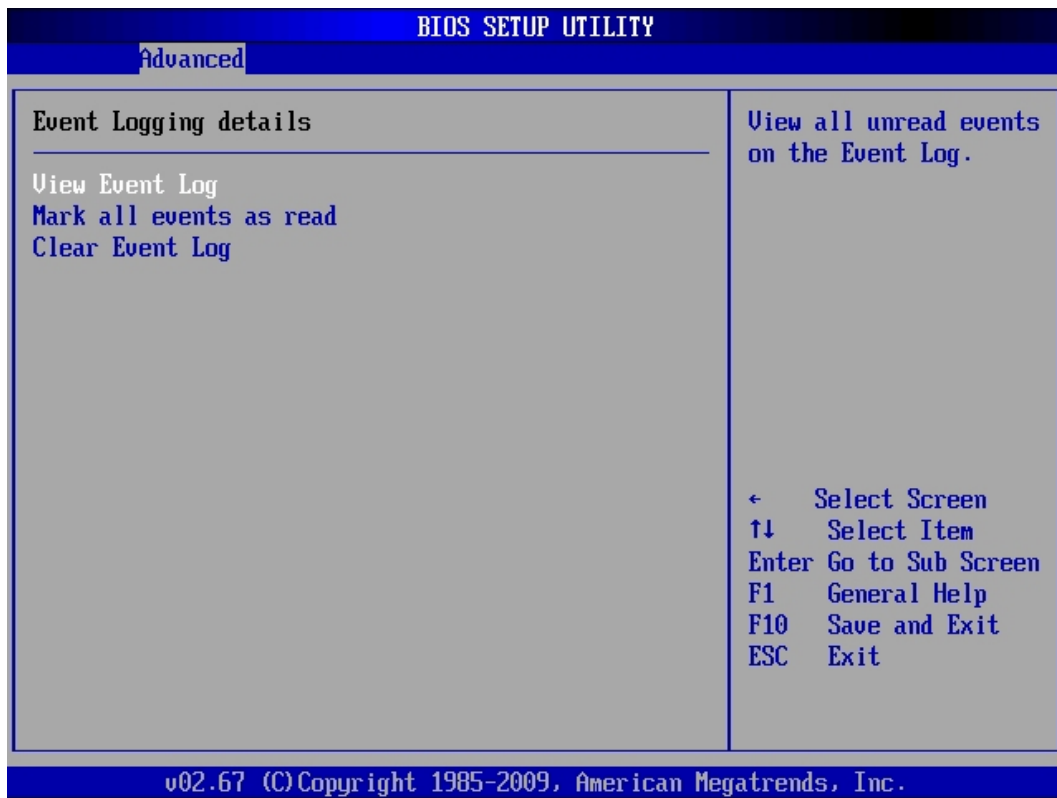 BIOS SETUP UTILITY
Advanced
Event Logging details
View Event Log
Mark all events as read
Clear Event Log
View all unread events
on the Event Log.
← Select Screen
↑↓ Select Item
Enter Go to Sub Screen
F1 General Help
F10 Save and Exit
ESC Exit
v02.67 (C)Copyright 1985-2009, American Megatrends, Inc.